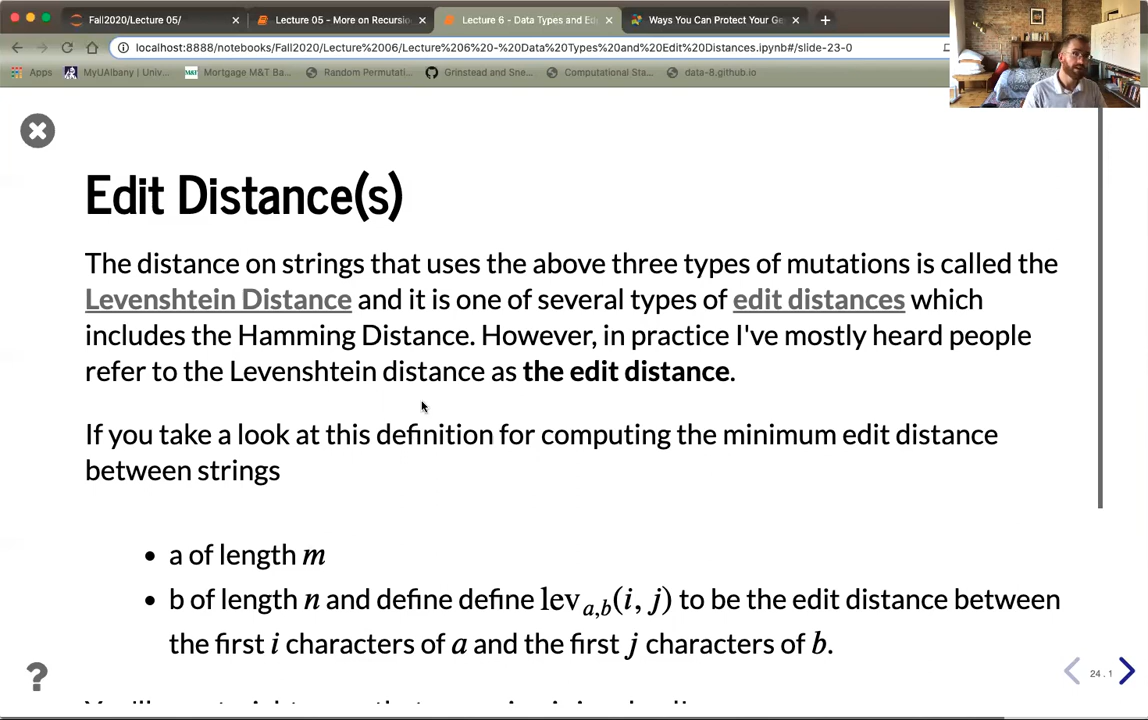 Fall2020/Lecture 05/
Lecture 05 - More on Recursio
Lecture 6 - Data Types and Ed
Ways You Can Protect Your Ge
localhost:8888/notebooks/Fall2020/Lecture%2006/Lecture%206%20-%20Data%20Types%20and%20Edit%20Distances.ipynb#/slide-23-0
Apps
MyUAlbany | Univ...
Mortgage M&T Ba...
Random Permutati...
Grinstead and Sne...
Computational Sta...
data-8.github.io
Edit Distance(s)
The distance on strings that uses the above three types of mutations is called the
Levenshtein Distance and it is one of several types of edit distances which
includes the Hamming Distance. However, in practice I've mostly heard people
refer to the Levenshtein distance as the edit distance.
If you take a look at this definition for computing the minimum edit distance
between strings
• a of length m
• b of length n and define define lev a,b(i, j) to be the edit distance between
the first i characters of a and the first j characters of b.
?
24 . 1